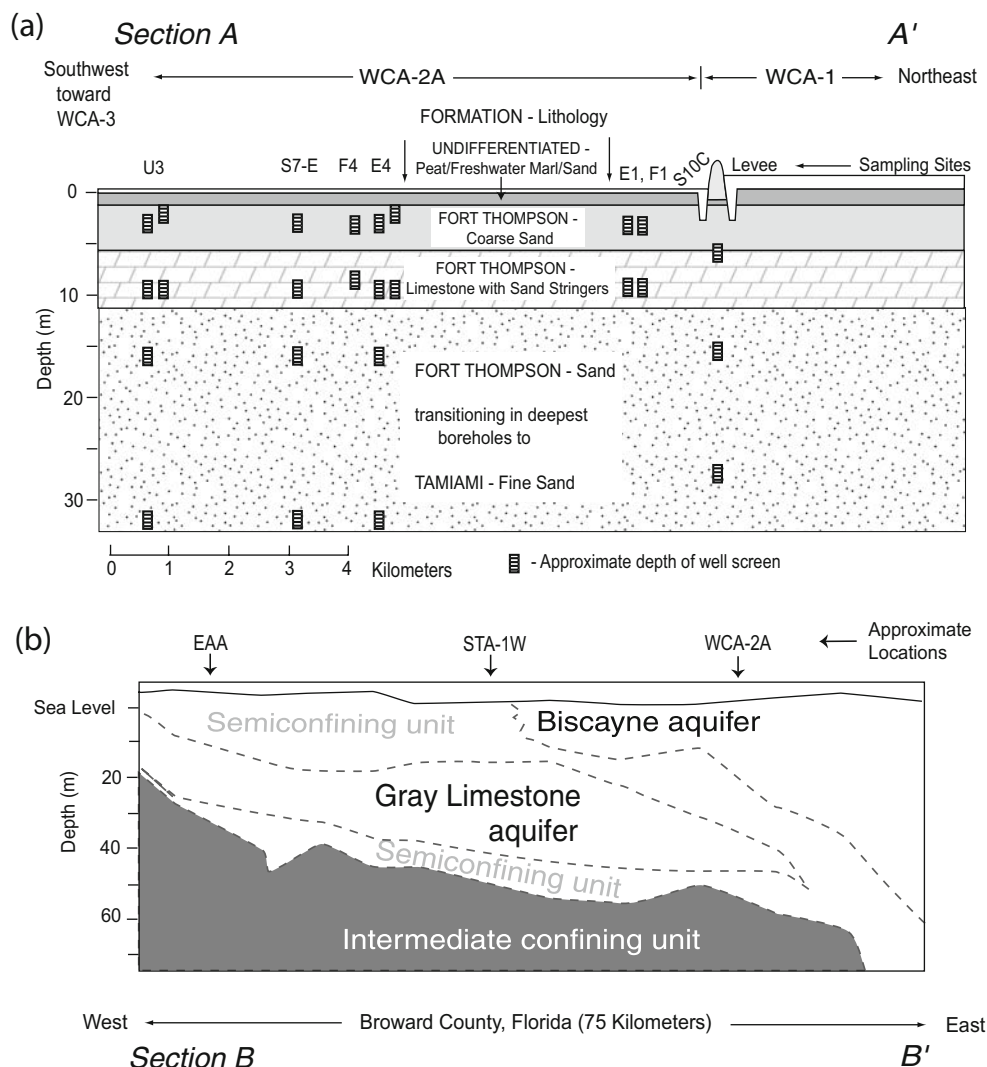 (a)
Section A
A'
Southwest
toward
WCA-3
WCA-2A
WCA-1
Northeast
FORMATION - Lithology
UNDIFFERENTIATED -
Peat/Freshwater Marl/Sand
U3
S7-E
F4
E4
E1, F1
S10C
Levee
Sampling Sites
FORT THOMPSON -
Coarse Sand
FORT THOMPSON -
Limestone with Sand Stringers
FORT THOMPSON - Sand
transitioning in deepest
boreholes to
TAMIAMI - Fine Sand
Depth (m)
0
10
20
30
0 1 2 3 4 Kilometers
- Approximate depth of well screen
(b)
EAA
STA-1W
WCA-2A
Approximate
Locations
Sea Level
20
40
60
Depth (m)
Semiconfining unit
Biscayne aquifer
Gray Limestone
aquifer
Semiconfining unit
Intermediate confining unit
West
Broward County, Florida (75 Kilometers)
East
Section B
B'